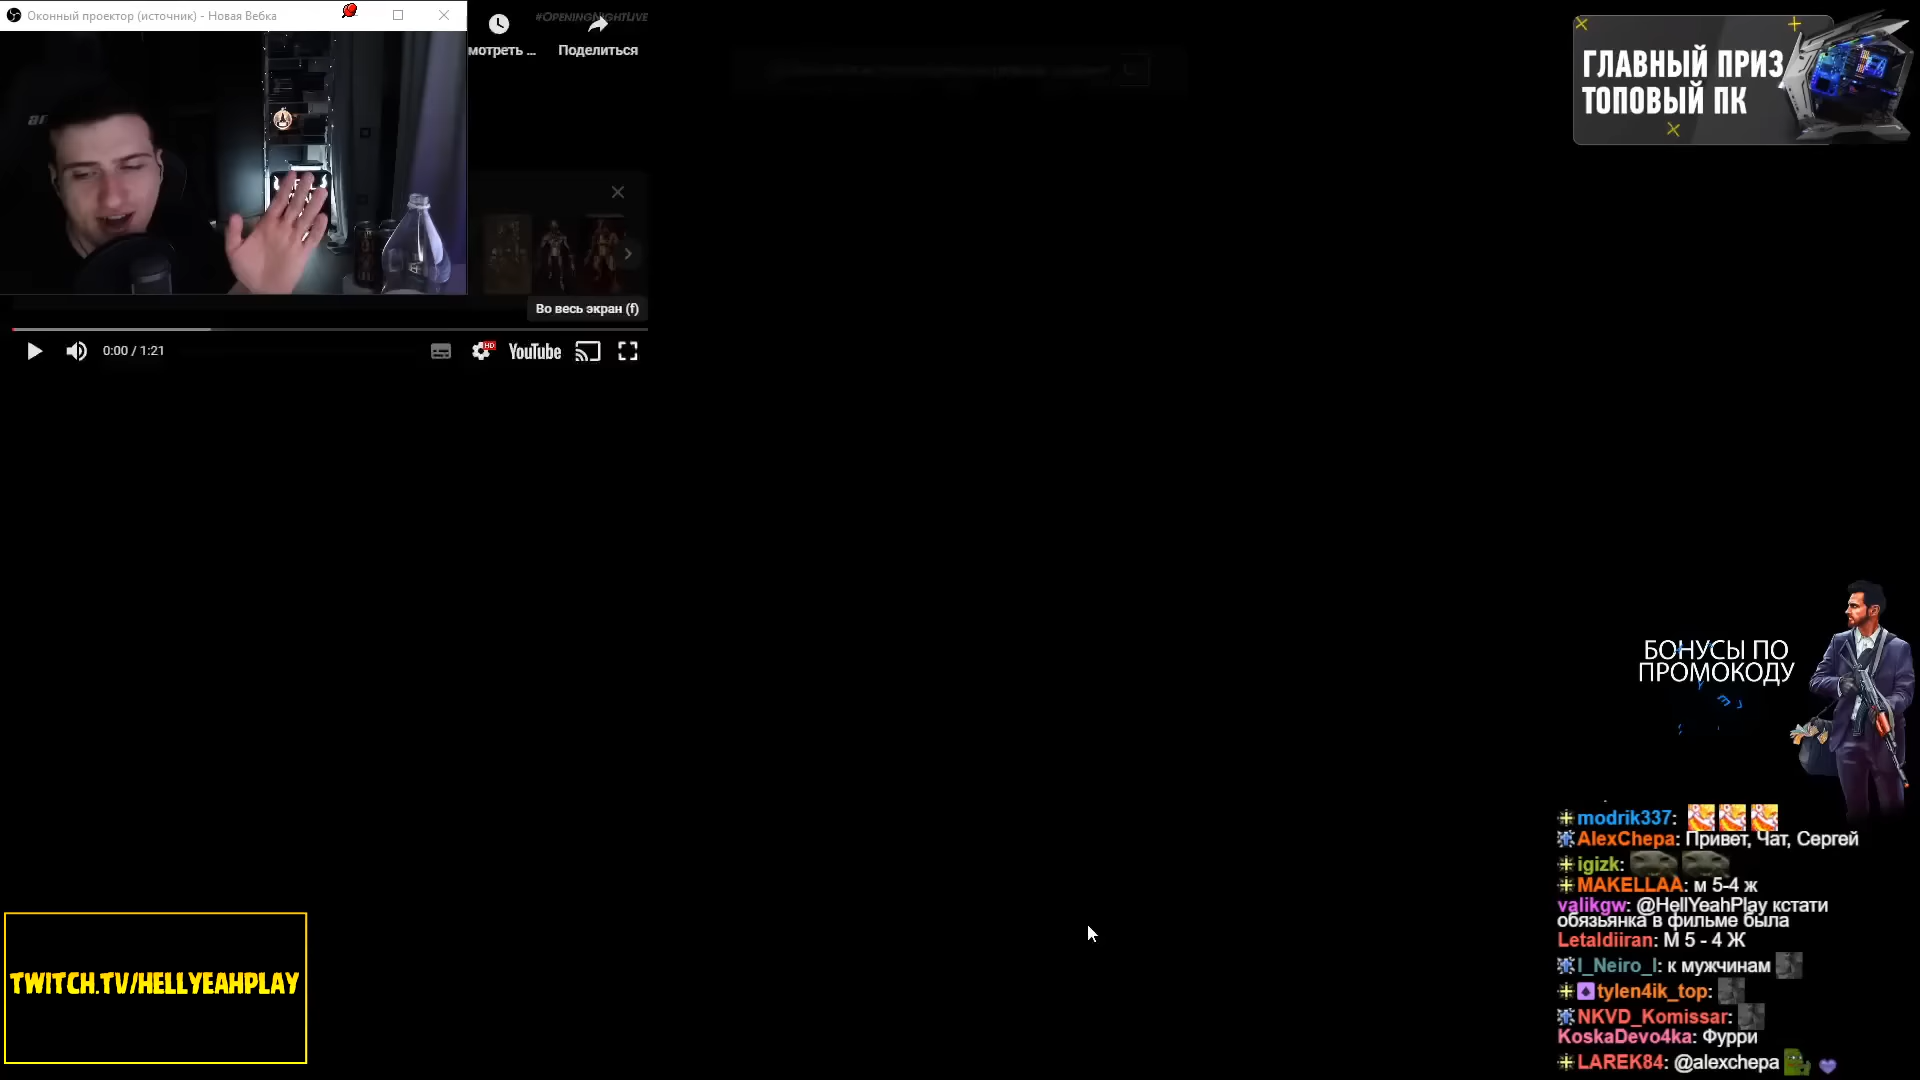 Оконный проектор (источник) - Новая Вебка
#OPENINGNIGHTLIVE
мотреть ...
Поделиться
ГЛАВНЫЙ ПРИЗ
ТОПОВЫЙ ПК
Во весь экран (f)
0:00 / 1:21
HD
YouTube
БОНУСЫ ПО
ПРОМОКОДУ
modrik337:
AlexChepa: Привет, Чат, Сергей
igizk:
MAKELLAA: м 5-4 ж
valikgw: @HellYeahPlay кстати
обязьянка в фильме была
Letaldiiran: М 5 - 4 Ж
I_Neiro_I: к мужчинам
tylen4ik_top:
NKVD_Komissar:
KoskaDevo4ka: Фурри
LAREK84: @alexchepa
TWITCH.TV/HELLYEAHPLAY